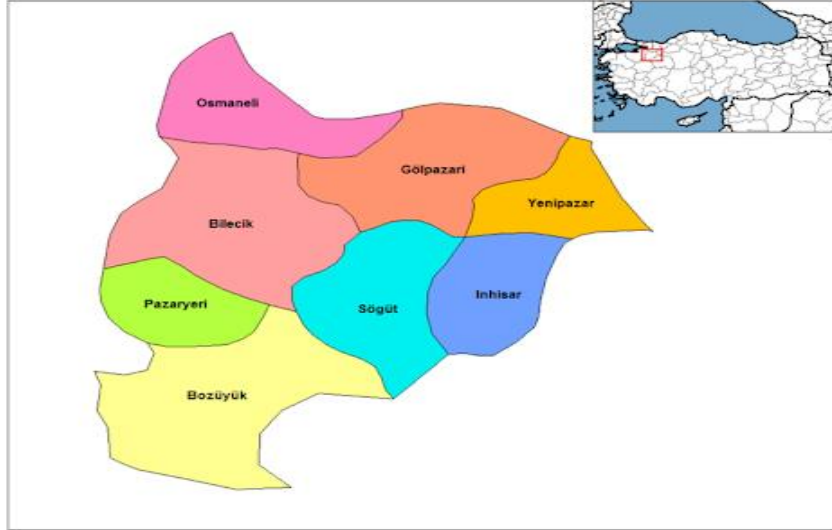 Osmaneli
Gölpazari
Yenipazar
Bilecik
Inhisar
Pazaryeri
Sögüt
Bozüyük